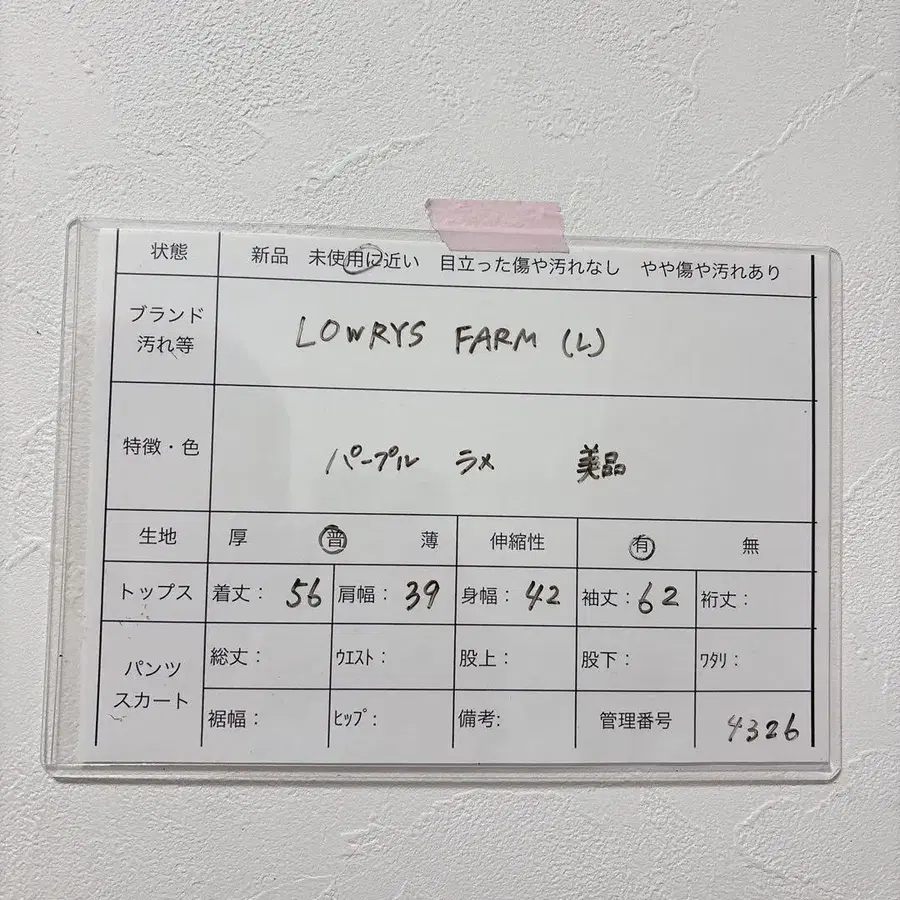 状態 新品 未使用に近い 目立った傷や汚れなし やや傷や汚れあり
ブランド
汚れ等
LOWRYS FARM (L)
特徴・色 パープル ラメ 美品
生地 厚 普 薄 伸縮性 有 無
トップス 着丈: 56 肩幅: 39 身幅: 42 袖丈: 62 裄丈:
パンツ
スカート
総丈: ｳｴｽﾄ: 股上: 股下: ﾜﾀﾘ:
裾幅: ﾋｯﾌﾟ: 備考: 管理番号 4326